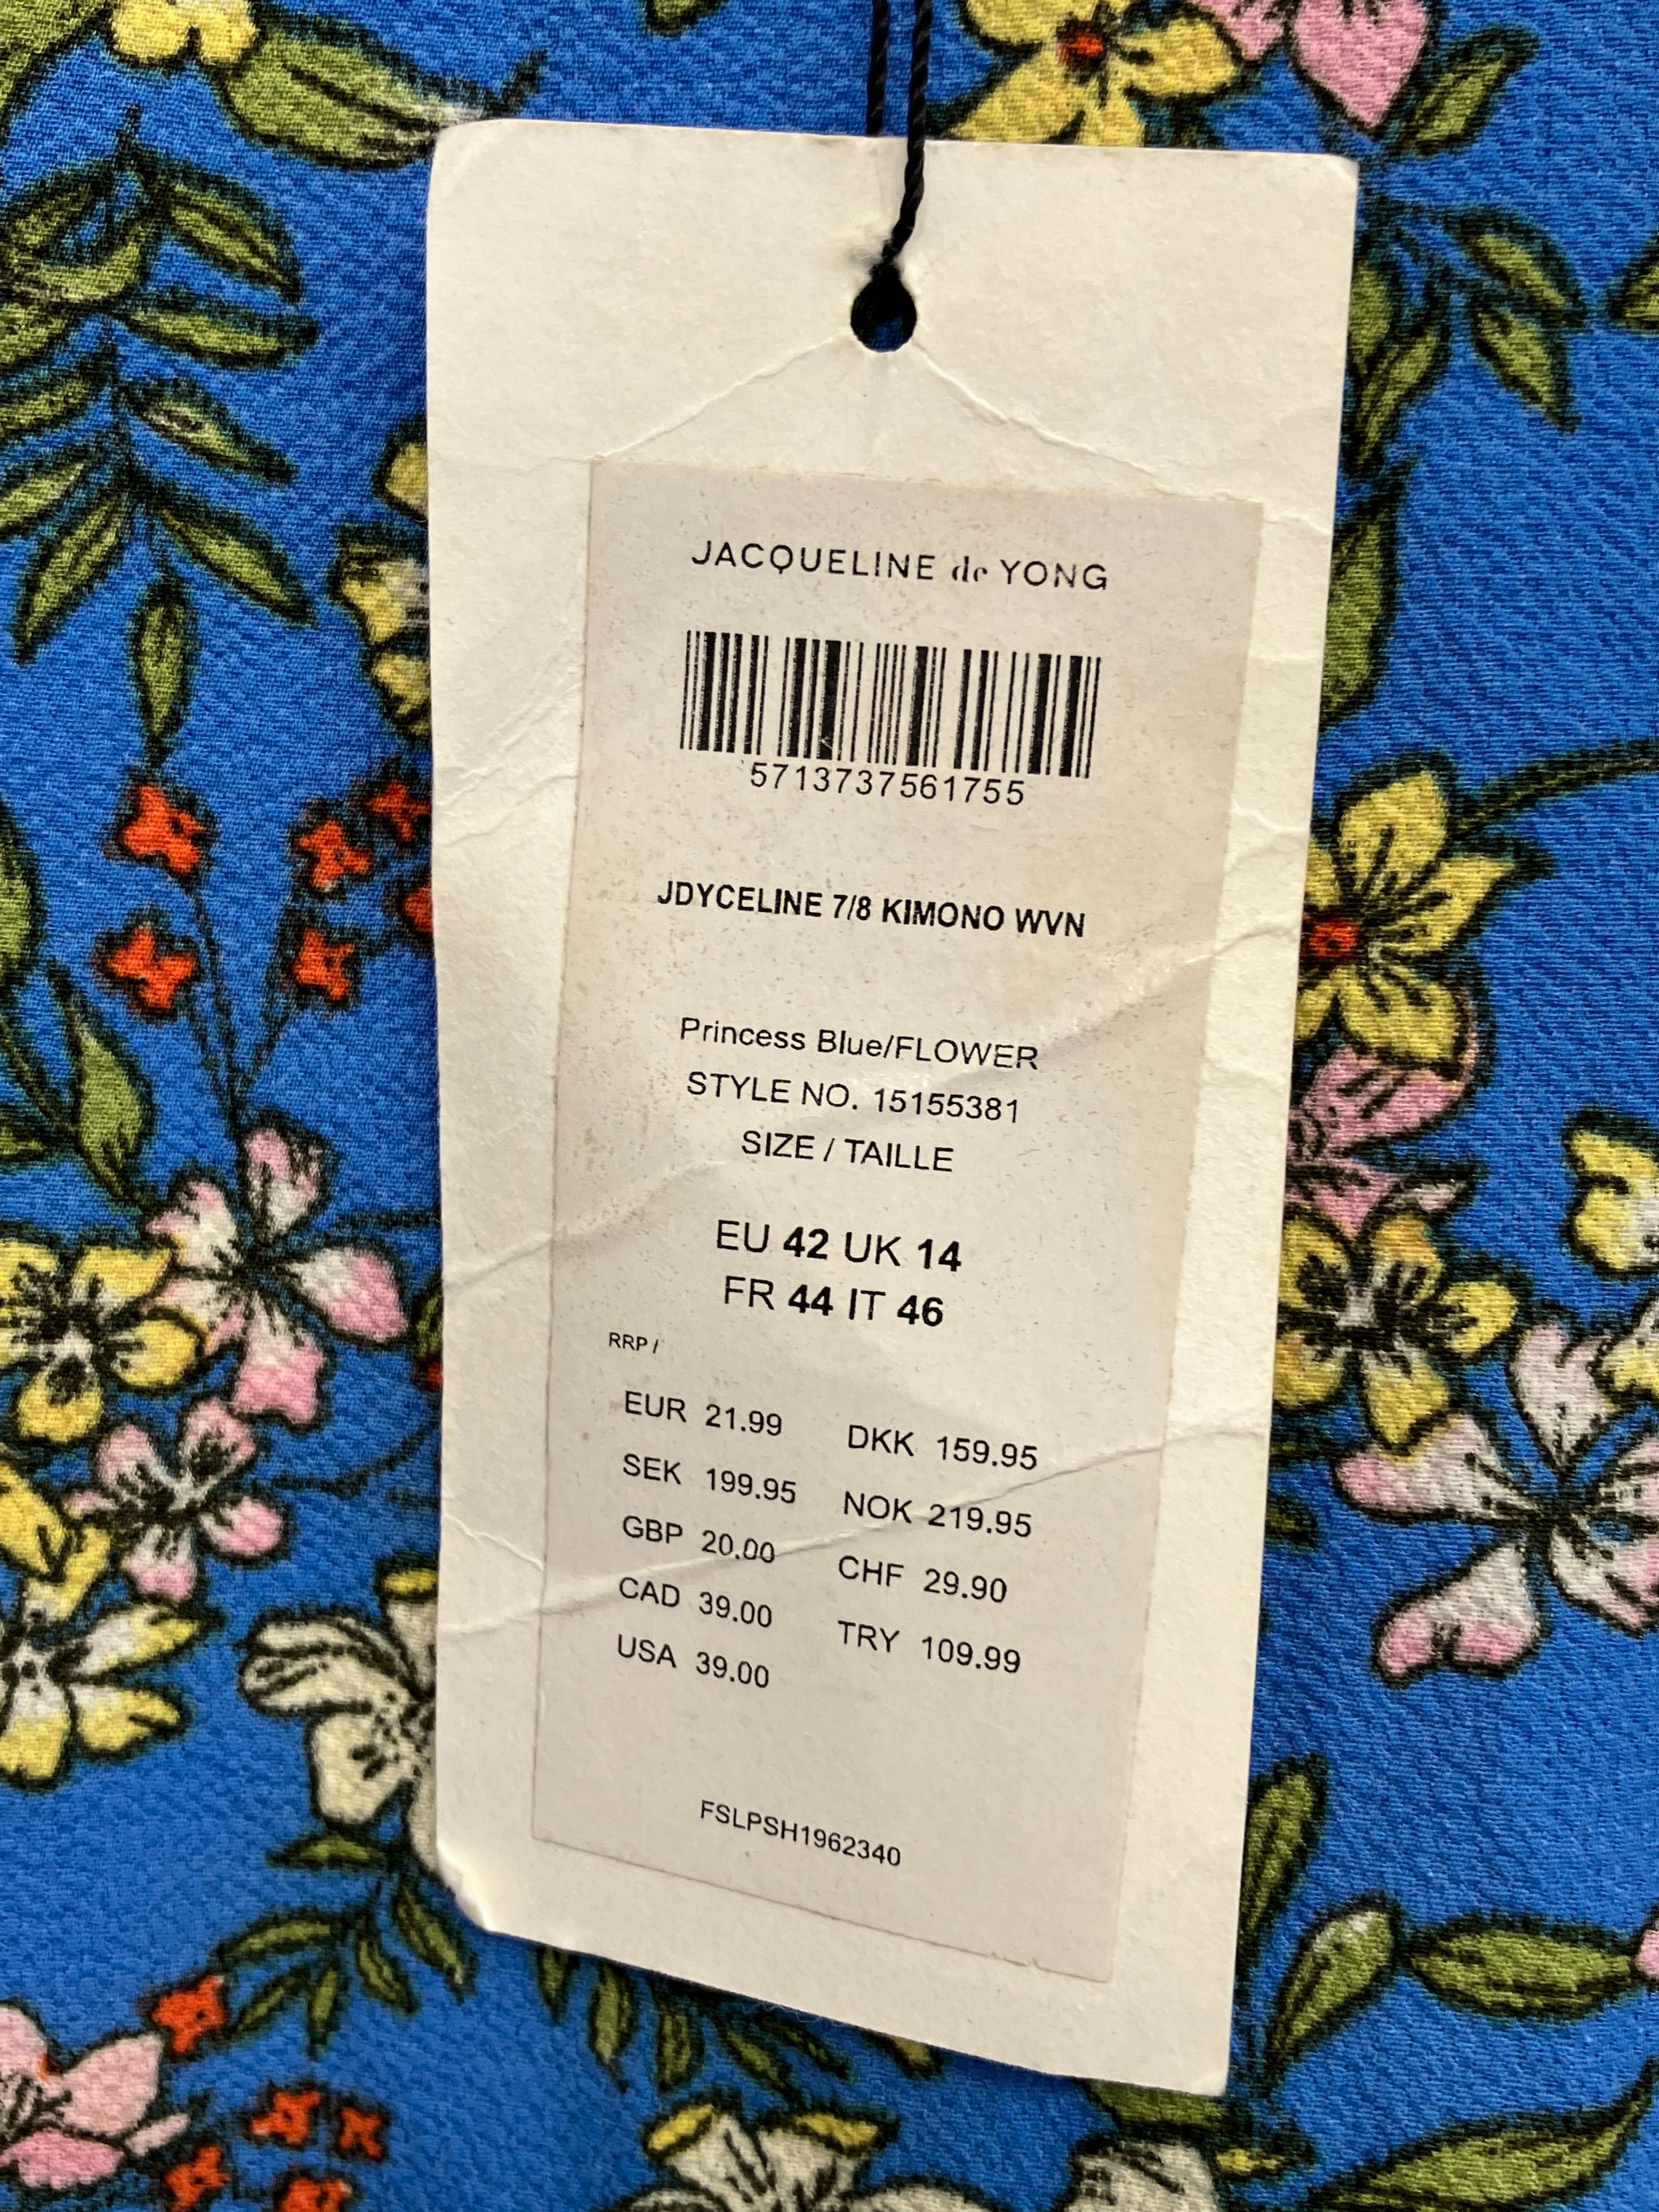 JACQUELINE de YONG
5713737561755
JDYCELINE 7/8 KIMONO WVN
Princess Blue/FLOWER
STYLE NO. 15155381
SIZE / TAILLE
EU 42 UK 14
FR 44 IT 46
RRP /
EUR 21.99 DKK 159.95
SEK 199.95 NOK 219.95
GBP 20.00 CHF 29.90
CAD 39.00 TRY 109.99
USA 39.00
FSLPSH1962340